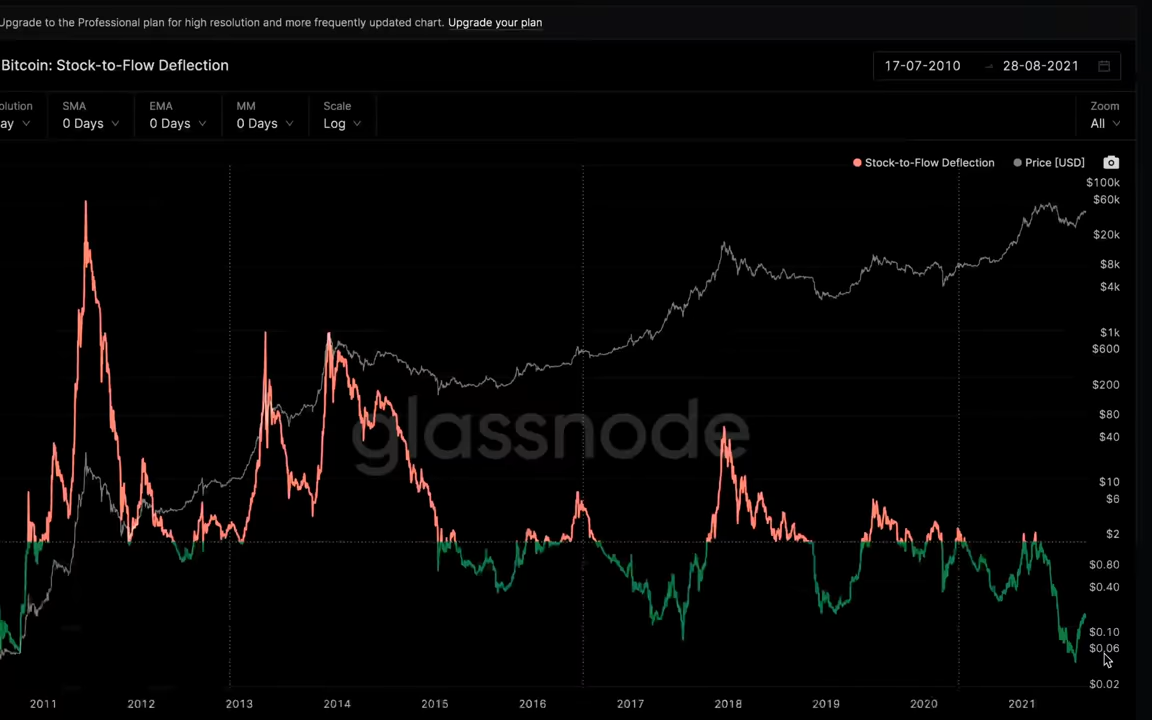 Upgrade to the Professional plan for high resolution and more frequently updated chart. Upgrade your plan
Bitcoin: Stock-to-Flow Deflection
17-07-2010 → 28-08-2021
olution SMA EMA MM Scale Zoom
ay 0 Days 0 Days 0 Days Log All
Stock-to-Flow Deflection Price [USD]
$100k
$60k
$20k
$8k
$4k
$1k
$600
$200
$80
$40
glassnode
$10
$6
$2
$0.80
$0.40
$0.10
$0.06
$0.02
2011 2012 2013 2014 2015 2016 2017 2018 2019 2020 2021